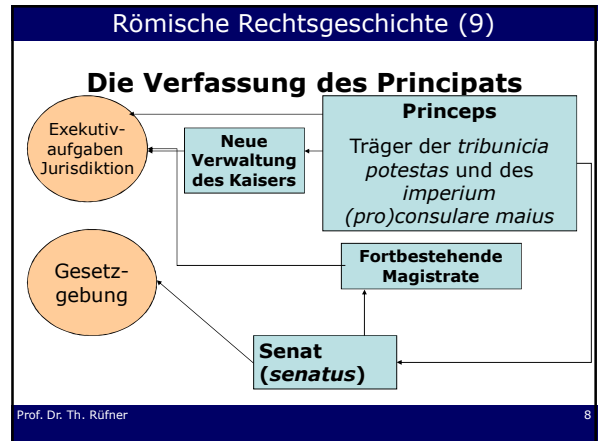 Römische Rechtsgeschichte (9)
Die Verfassung des Principats
Exekutiv-
aufgaben
Jurisdiktion
Neue
Verwaltung
des Kaisers
Princeps
Träger der tribunicia
potestas und des
imperium
(pro)consulare maius
Gesetz-
gebung
Fortbestehende
Magistrate
Senat
(senatus)
Prof. Dr. Th. Rüfner
8